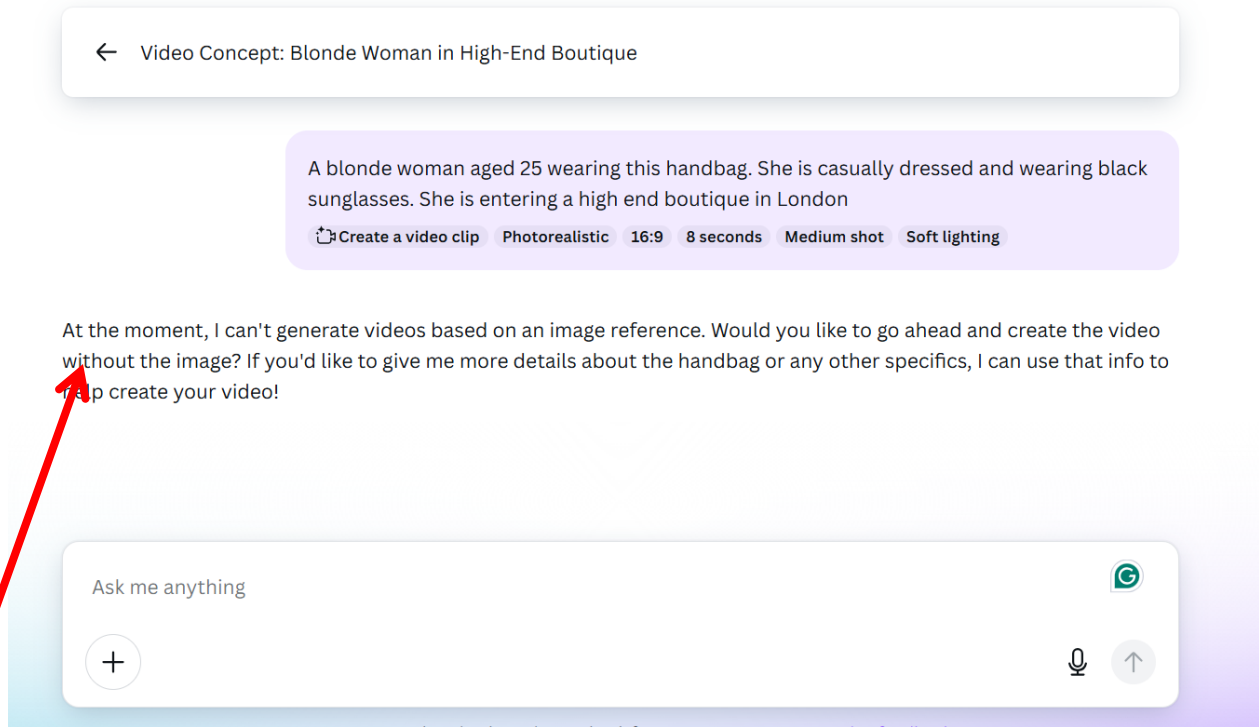 Video Concept: Blonde Woman in High-End Boutique
A blonde woman aged 25 wearing this handbag. She is casually dressed and wearing black
sunglasses. She is entering a high end boutique in London
Create a video clip Photorealistic 16:9 8 seconds Medium shot Soft lighting
At the moment, I can't generate videos based on an image reference. Would you like to go ahead and create the video
without the image? If you'd like to give me more details about the handbag or any other specifics, I can use that info to
help create your video!
Ask me anything